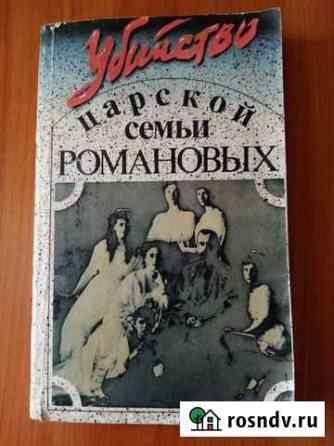 Убийство
царской
семьи
РОМАНОВЫХ
rosndv.ru